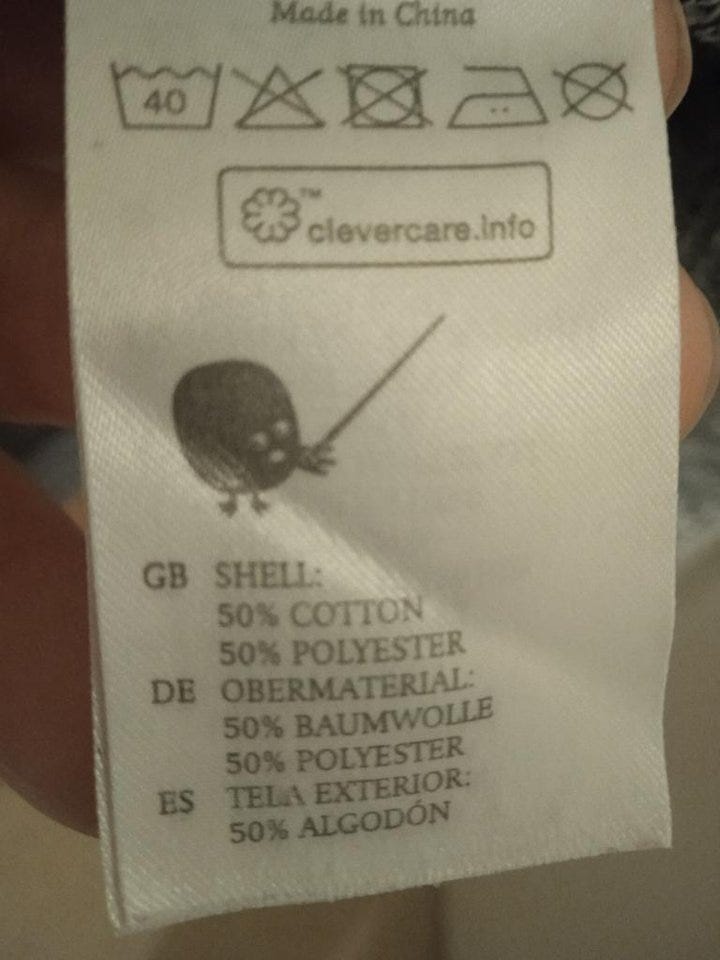 Made in China
40
clevercare.info™
GB SHELL:
50% COTTON
50% POLYESTER
DE OBERMATERIAL:
50% BAUMWOLLE
50% POLYESTER
ES TELA EXTERIOR:
50% ALGODÓN